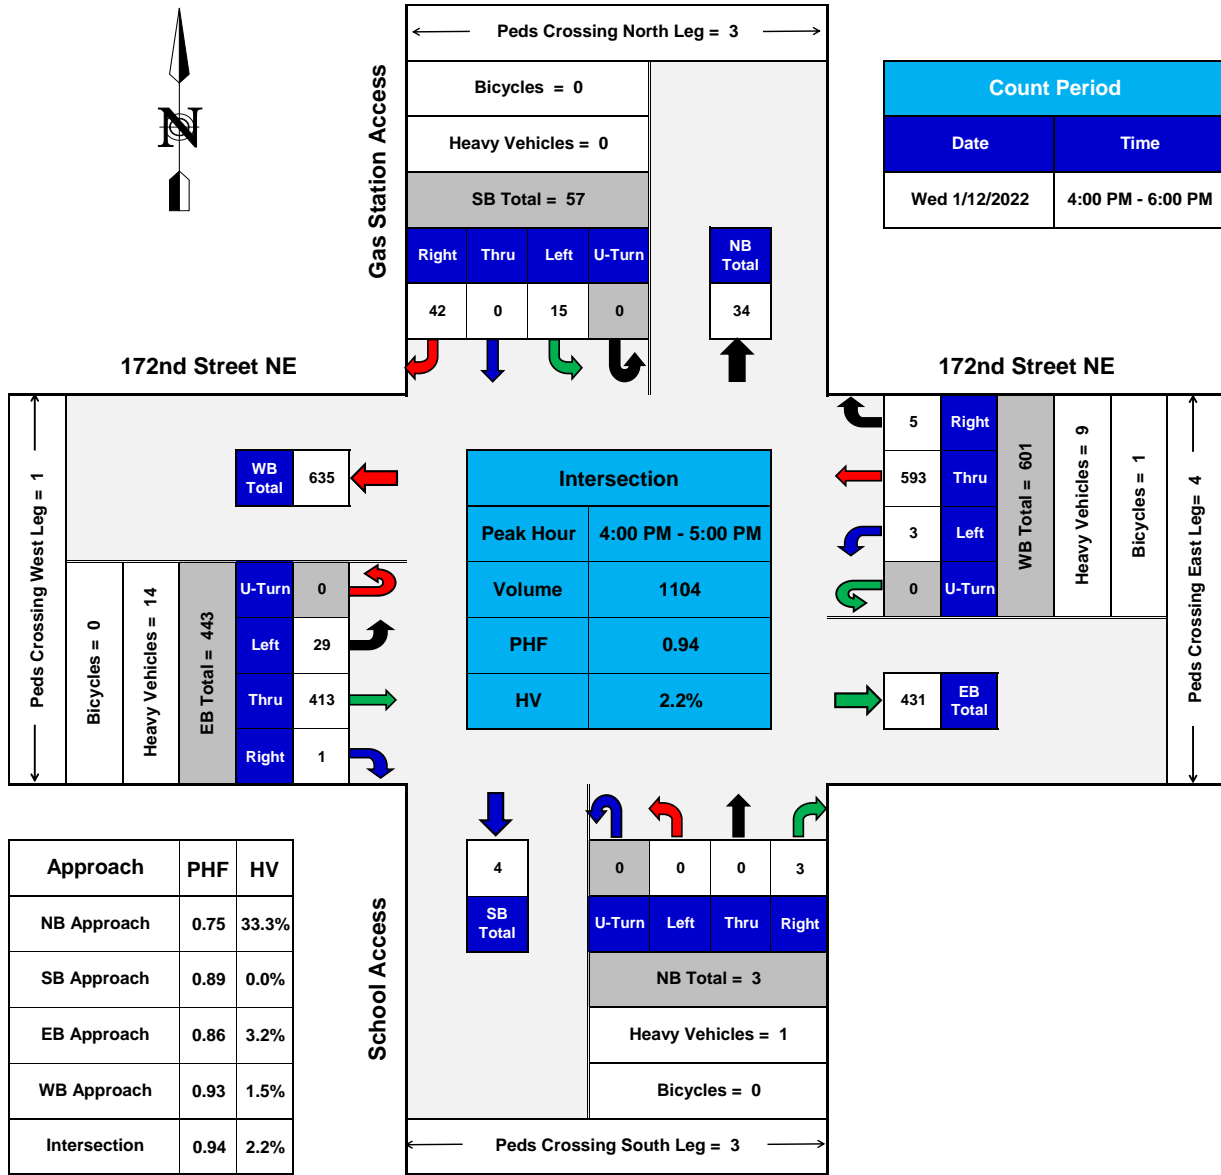 Peds Crossing North Leg = 3
Bicycles = 0
Heavy Vehicles = 0
SB Total = 57
Right Thru Left U-Turn
42 0 15 0
NB
Total
34
Gas Station Access
N
Count Period
Date Time
Wed 1/12/2022 4:00 PM - 6:00 PM
172nd Street NE
172nd Street NE
Peds Crossing West Leg = 1
WB
Total
635
Bicycles = 0
Heavy Vehicles = 14
EB Total = 443
U-Turn 0
Left 29
Thru 413
Right 1
Intersection
Peak Hour 4:00 PM - 5:00 PM
Volume 1104
PHF 0.94
HV 2.2%
5 Right
593 Thru
3 Left
0 U-Turn
WB Total = 601
Heavy Vehicles = 9
Bicycles = 1
Peds Crossing East Leg= 4
431
EB
Total
Approach PHF HV
NB Approach 0.75 33.3%
SB Approach 0.89 0.0%
EB Approach 0.86 3.2%
WB Approach 0.93 1.5%
Intersection 0.94 2.2%
School Access
4
SB
Total
0 0 0 3
U-Turn Left Thru Right
NB Total = 3
Heavy Vehicles = 1
Bicycles = 0
Peds Crossing South Leg = 3